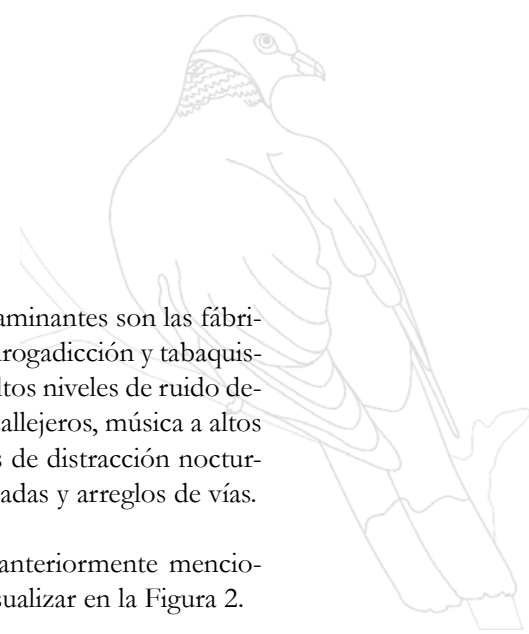 aminantes son las fábri-
rogadicción y tabaquis-
ltos niveles de ruido de-
allejeros, música a altos
s de distracción noctur-
adas y arreglos de vías.
anteriormente mencio-
sualizar en la Figura 2.